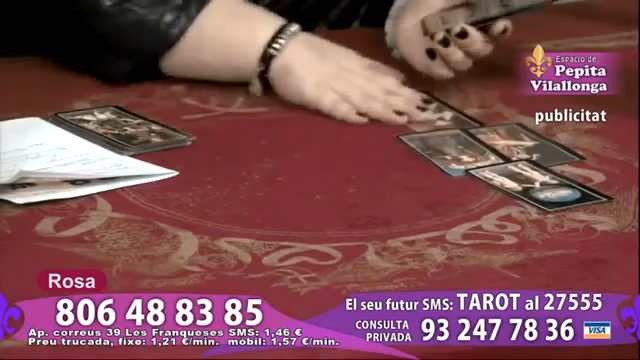 Espacio de
Pepita
Vilallonga
publicitat
Rosa
806 48 83 85
Ap. correus 39 Les Franqueses SMS: 1,46 €
Preu trucada, fixe: 1,21 €/min. mòbil: 1,57 €/min.
El seu futur SMS: TAROT al 27555
CONSULTA PRIVADA 93 247 78 36
VISA